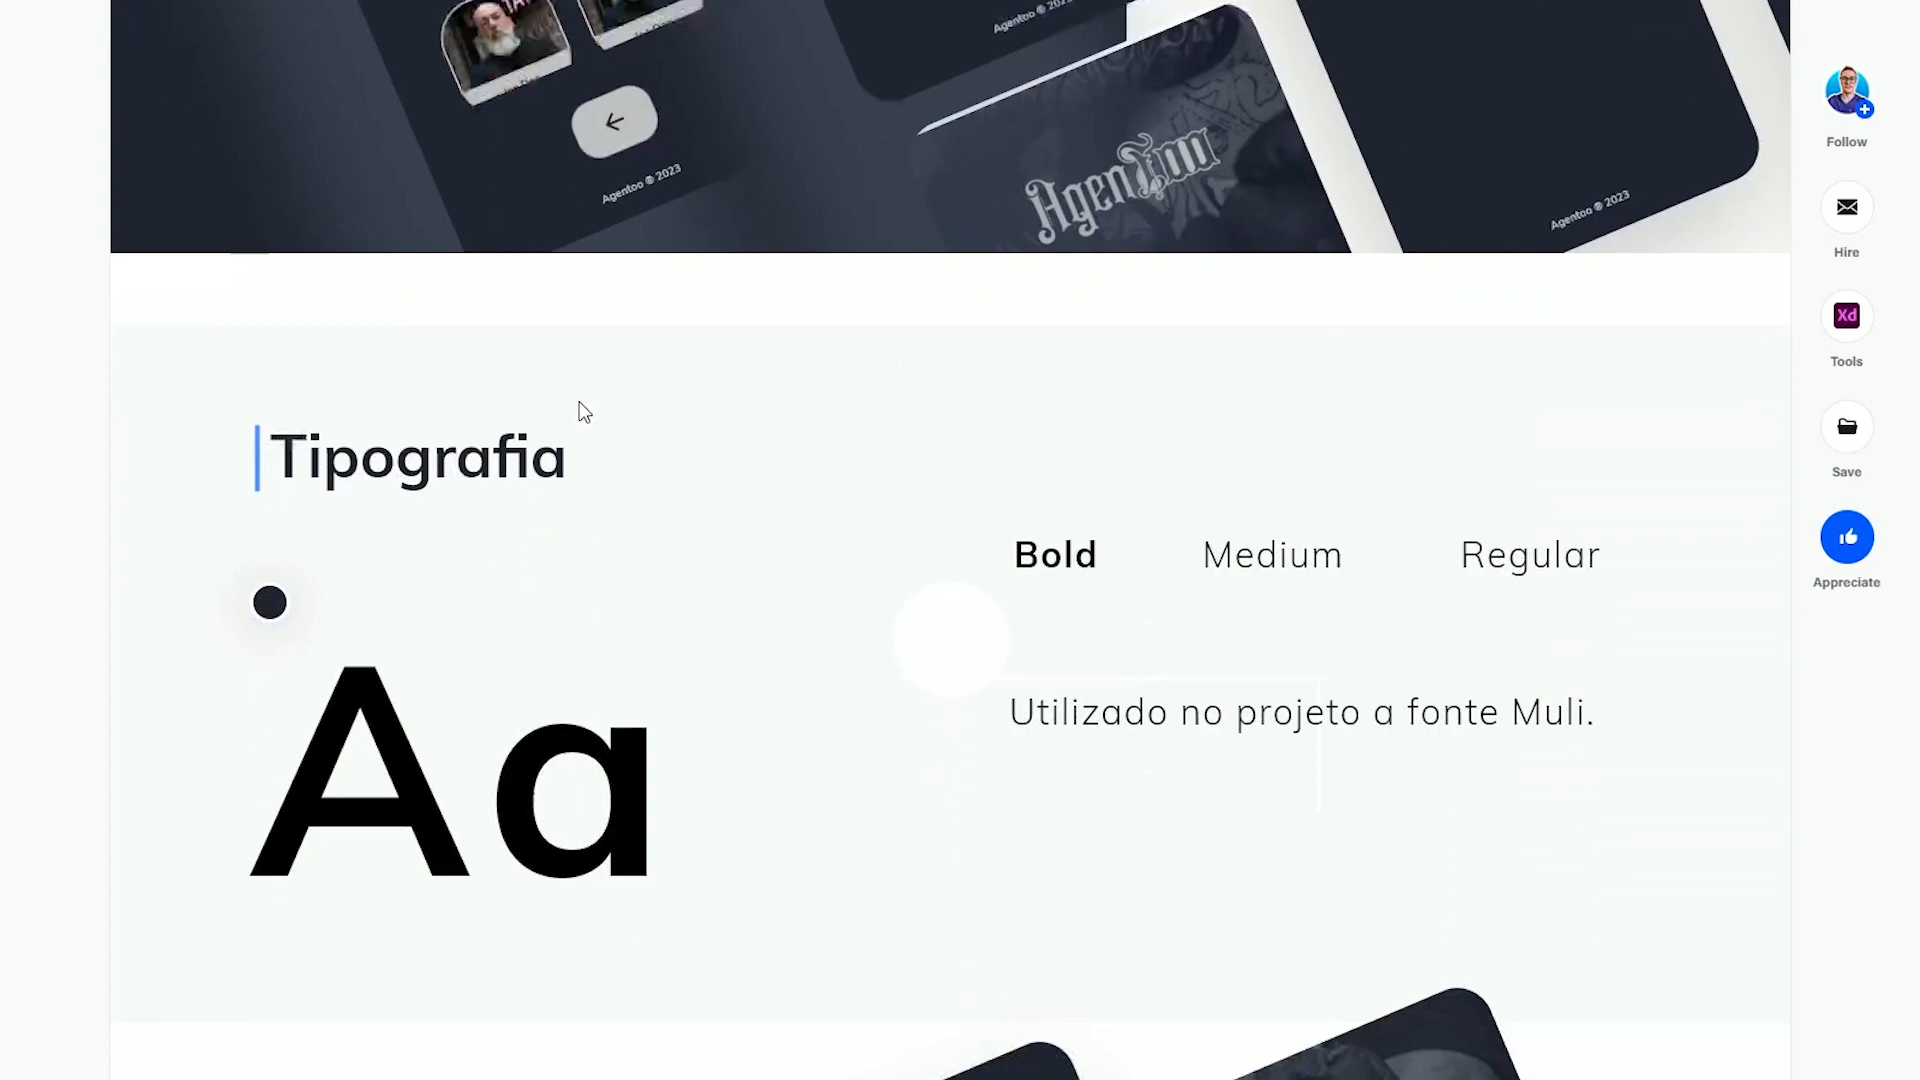 Agentoo © 2023
Agentoo © 2023
Agentoo © 2023
Follow
Hire
Xd
Tools
Save
Appreciate
Tipografia
Bold Medium Regular
Aa
Utilizado no projeto a fonte Muli.